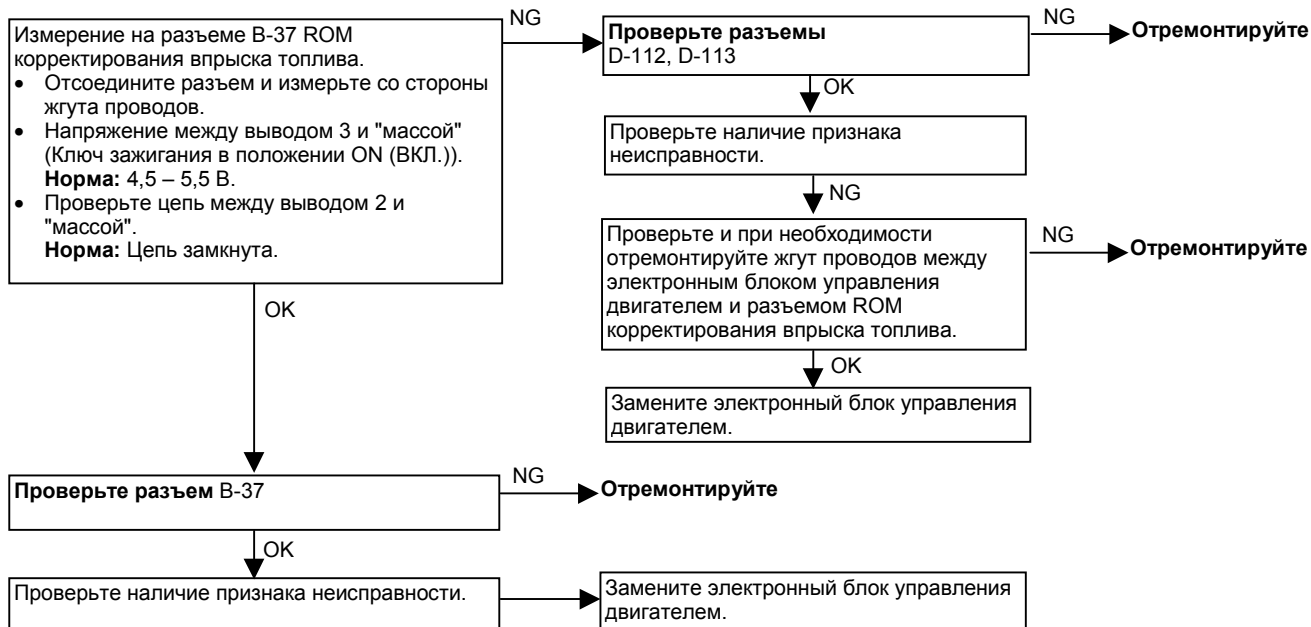 Измерение на разъеме В-37 ROM
корректирования впрыска топлива.
• Отсоедините разъем и измерьте со стороны
жгута проводов.
• Напряжение между выводом 3 и "массой"
(Ключ зажигания в положении ON (ВКЛ.)).
Норма: 4,5 – 5,5 В.
• Проверьте цепь между выводом 2 и
"массой".
Норма: Цепь замкнута.
NG
Проверьте разъемы
D-112, D-113
NG
Отремонтируйте
OK
Проверьте наличие признака
неисправности.
NG
Проверьте и при необходимости
отремонтируйте жгут проводов между
электронным блоком управления
двигателем и разъемом ROM
корректирования впрыска топлива.
NG
Отремонтируйте
OK
Замените электронный блок управления
двигателем.
OK
Проверьте разъем В-37
NG
Отремонтируйте
OK
Проверьте наличие признака неисправности.
Замените электронный блок управления
двигателем.